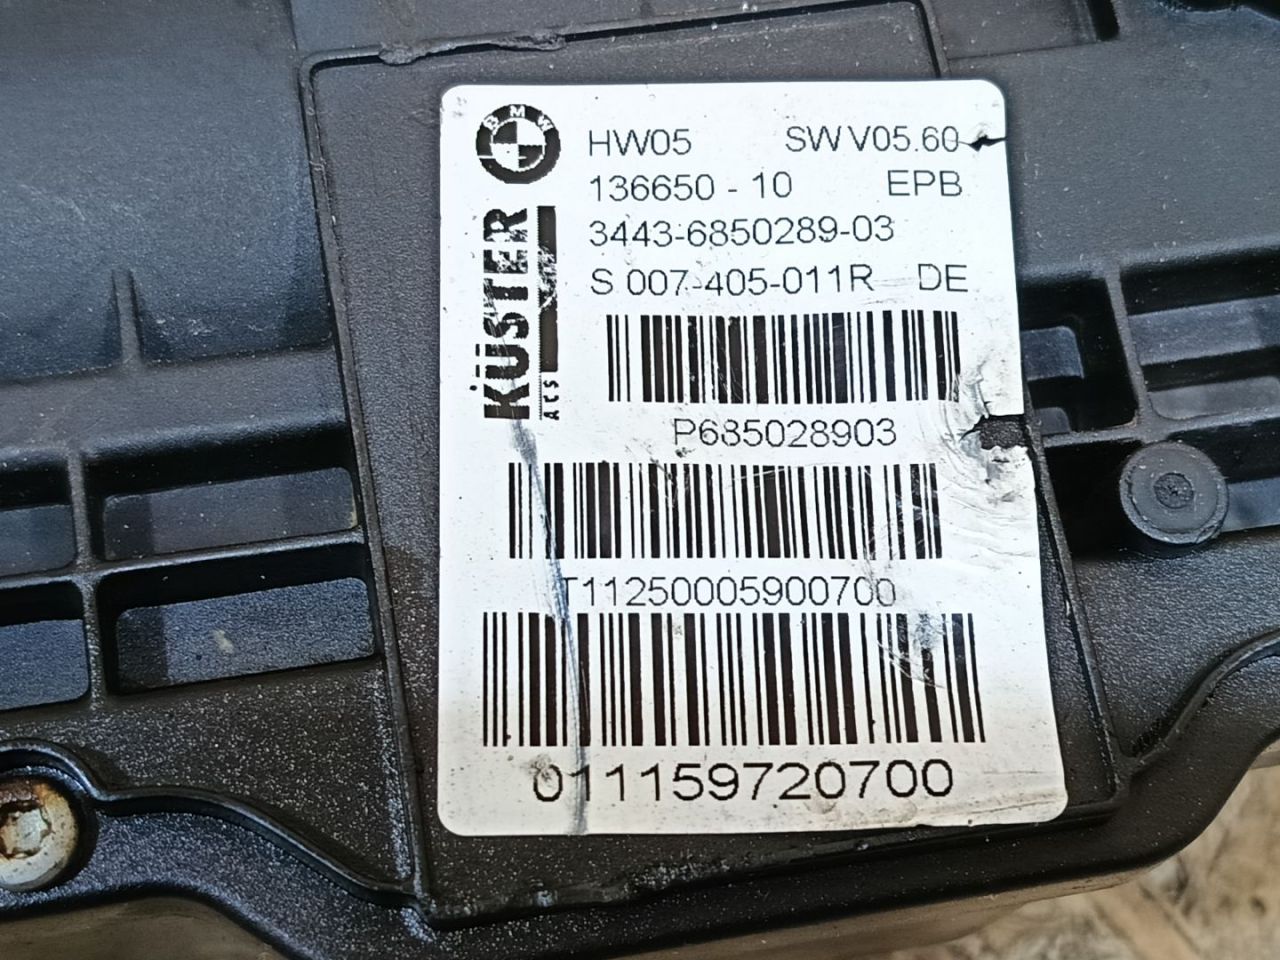 BMW
HW05 SW V05.60
136650 - 10 EPB
3443-6850289-03
S 007-405-011R DE
KÜSTER
ACS
P685028903
T11250005900700
011159720700